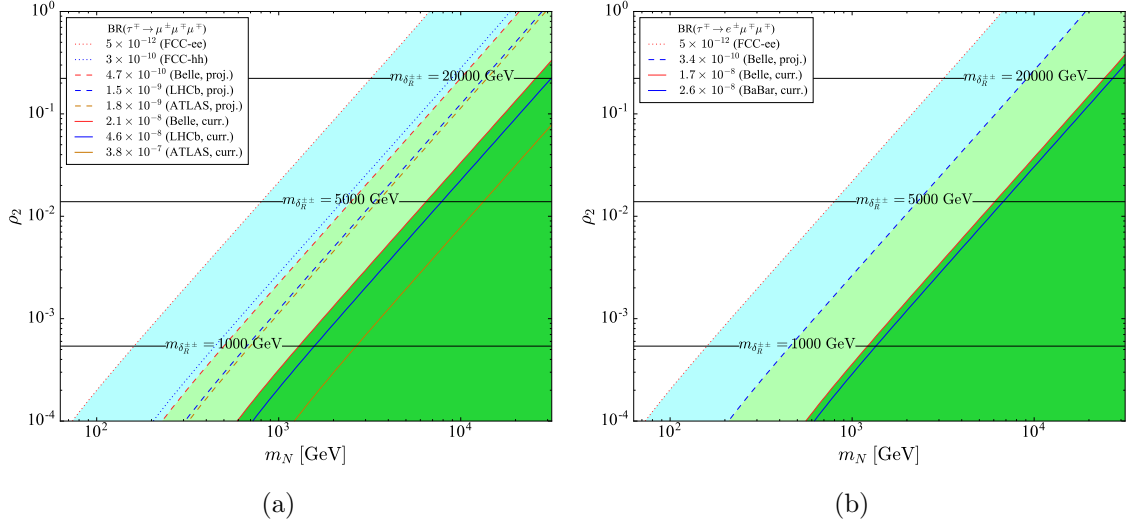 BR(τ∓ → μ±μ∓μ∓)
5 × 10⁻¹² (FCC-ee)
3 × 10⁻¹⁰ (FCC-hh)
4.7 × 10⁻¹⁰ (Belle, proj.)
1.5 × 10⁻⁹ (LHCb, proj.)
1.8 × 10⁻⁹ (ATLAS, proj.)
2.1 × 10⁻⁸ (Belle, curr.)
4.6 × 10⁻⁸ (LHCb, curr.)
3.8 × 10⁻⁷ (ATLAS, curr.)
m_{δ_R^{±±}} = 20000 GeV
m_{δ_R^{±±}} = 5000 GeV
m_{δ_R^{±±}} = 1000 GeV
10⁰
10⁻¹
10⁻²
10⁻³
10⁻⁴
ρ₂
10²
10³
10⁴
m_N [GeV]
(a)
BR(τ∓ → e±μ∓μ∓)
5 × 10⁻¹² (FCC-ee)
3.4 × 10⁻¹⁰ (Belle, proj.)
1.7 × 10⁻⁸ (Belle, curr.)
2.6 × 10⁻⁸ (BaBar, curr.)
m_{δ_R^{±±}} = 20000 GeV
m_{δ_R^{±±}} = 5000 GeV
m_{δ_R^{±±}} = 1000 GeV
10⁰
10⁻¹
10⁻²
10⁻³
10⁻⁴
ρ₂
10²
10³
10⁴
m_N [GeV]
(b)